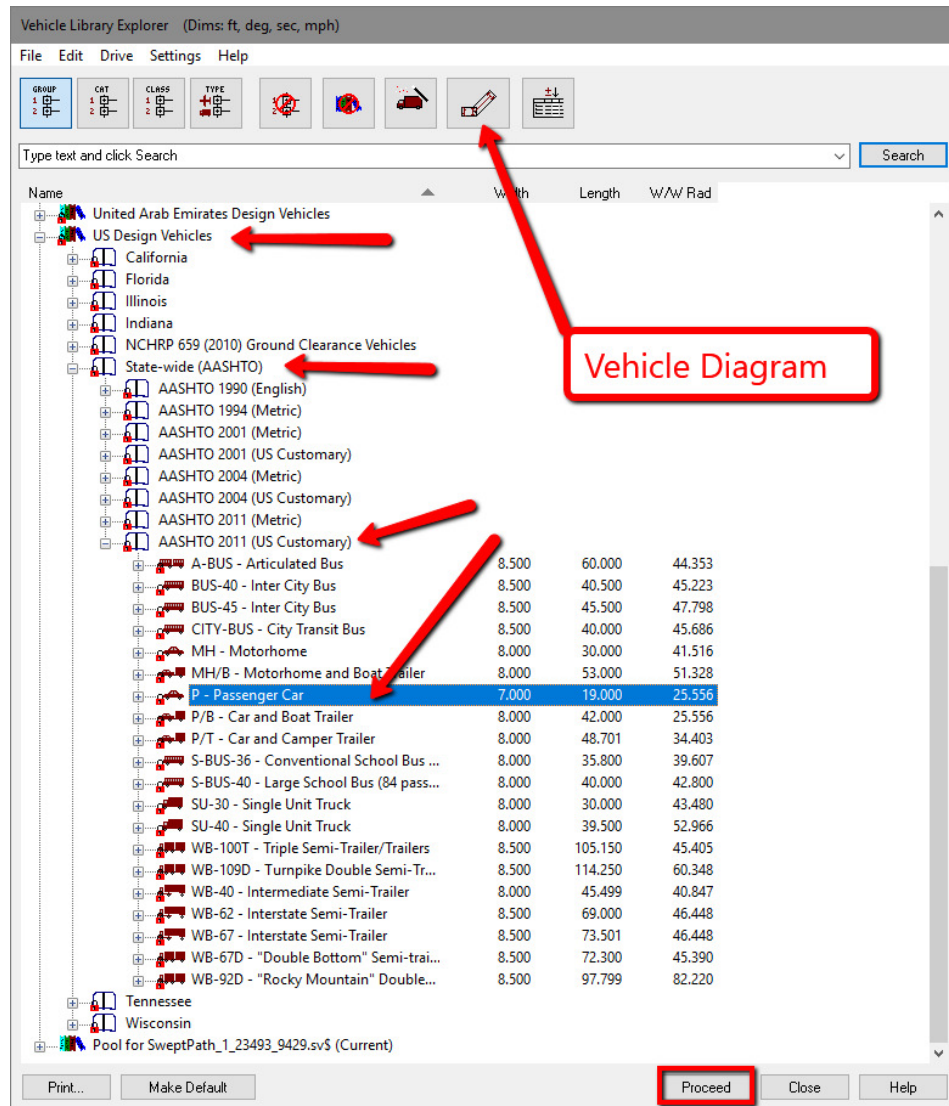 Vehicle Library Explorer (Dims: ft, deg, sec, mph)
File Edit Drive Settings Help
GROUP CAT CLASS TYPE
1 1 1
2 2 2
Type text and click Search Search
Name Width Length W/W Rad
United Arab Emirates Design Vehicles
US Design Vehicles
California
Florida
Illinois
Indiana
NCHRP 659 (2010) Ground Clearance Vehicles
Vehicle Diagram
State-wide (AASHTO)
AASHTO 1990 (English)
AASHTO 1994 (Metric)
AASHTO 2001 (Metric)
AASHTO 2001 (US Customary)
AASHTO 2004 (Metric)
AASHTO 2004 (US Customary)
AASHTO 2011 (Metric)
AASHTO 2011 (US Customary)
A-BUS - Articulated Bus 8.500 60.000 44.353
BUS-40 - Inter City Bus 8.500 40.500 45.223
BUS-45 - Inter City Bus 8.500 45.500 47.798
CITY-BUS - City Transit Bus 8.500 40.000 45.686
MH - Motorhome 8.000 30.000 41.516
MH/B - Motorhome and Boat Trailer 8.000 53.000 51.328
P - Passenger Car 7.000 19.000 25.556
P/B - Car and Boat Trailer 8.000 42.000 25.556
P/T - Car and Camper Trailer 8.000 48.701 34.403
S-BUS-36 - Conventional School Bus ... 8.000 35.800 39.607
S-BUS-40 - Large School Bus (84 pass... 8.000 40.000 42.800
SU-30 - Single Unit Truck 8.000 30.000 43.480
SU-40 - Single Unit Truck 8.000 39.500 52.966
WB-100T - Triple Semi-Trailer/Trailers 8.500 105.150 45.405
WB-109D - Turnpike Double Semi-Tr... 8.500 114.250 60.348
WB-40 - Intermediate Semi-Trailer 8.000 45.499 40.847
WB-62 - Interstate Semi-Trailer 8.500 69.000 46.448
WB-67 - Interstate Semi-Trailer 8.500 73.501 46.448
WB-67D - "Double Bottom" Semi-trai... 8.500 72.300 45.390
WB-92D - "Rocky Mountain" Double... 8.500 97.799 82.220
Tennessee
Wisconsin
Pool for SweptPath_1_23493_9429.sv$ (Current)
Print... Make Default Proceed Close Help